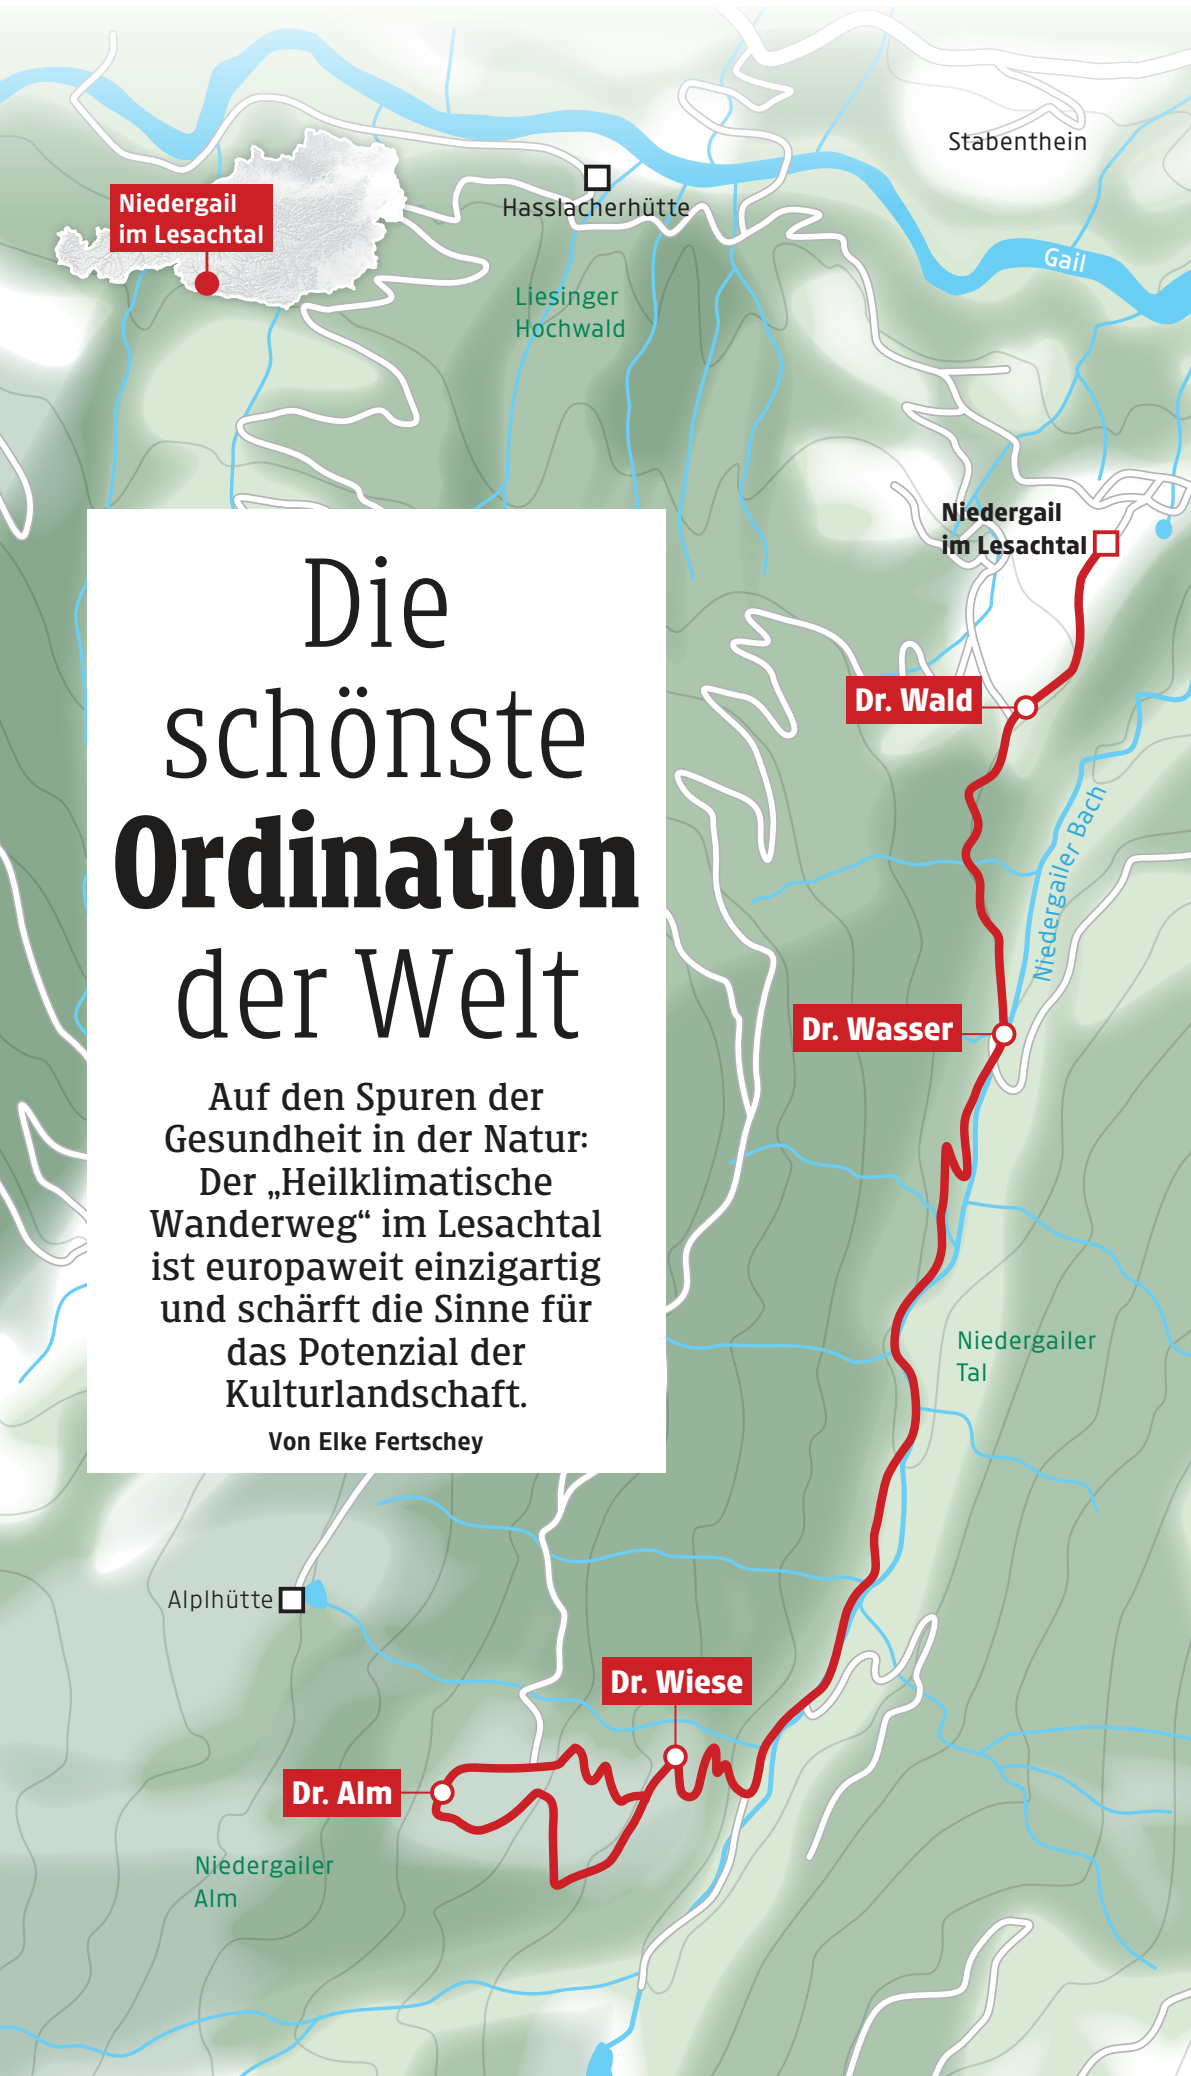 Stabenthein
Niedergail
im Lesachtal
Hasslacherhütte
Gail
Liesinger
Hochwald
Niedergail
im Lesachtal
Die
schönste
Ordination
der Welt
Auf den Spuren der
Gesundheit in der Natur:
Der „Heilklimatische
Wanderweg“ im Lesachtal
ist europaweit einzigartig
und schärft die Sinne für
das Potenzial der
Kulturlandschaft.
Von Elke Fertschey
Dr. Wald
Niedergailer Bach
Dr. Wasser
Niedergailer
Tal
Alplhütte
Dr. Wiese
Dr. Alm
Niedergailer
Alm